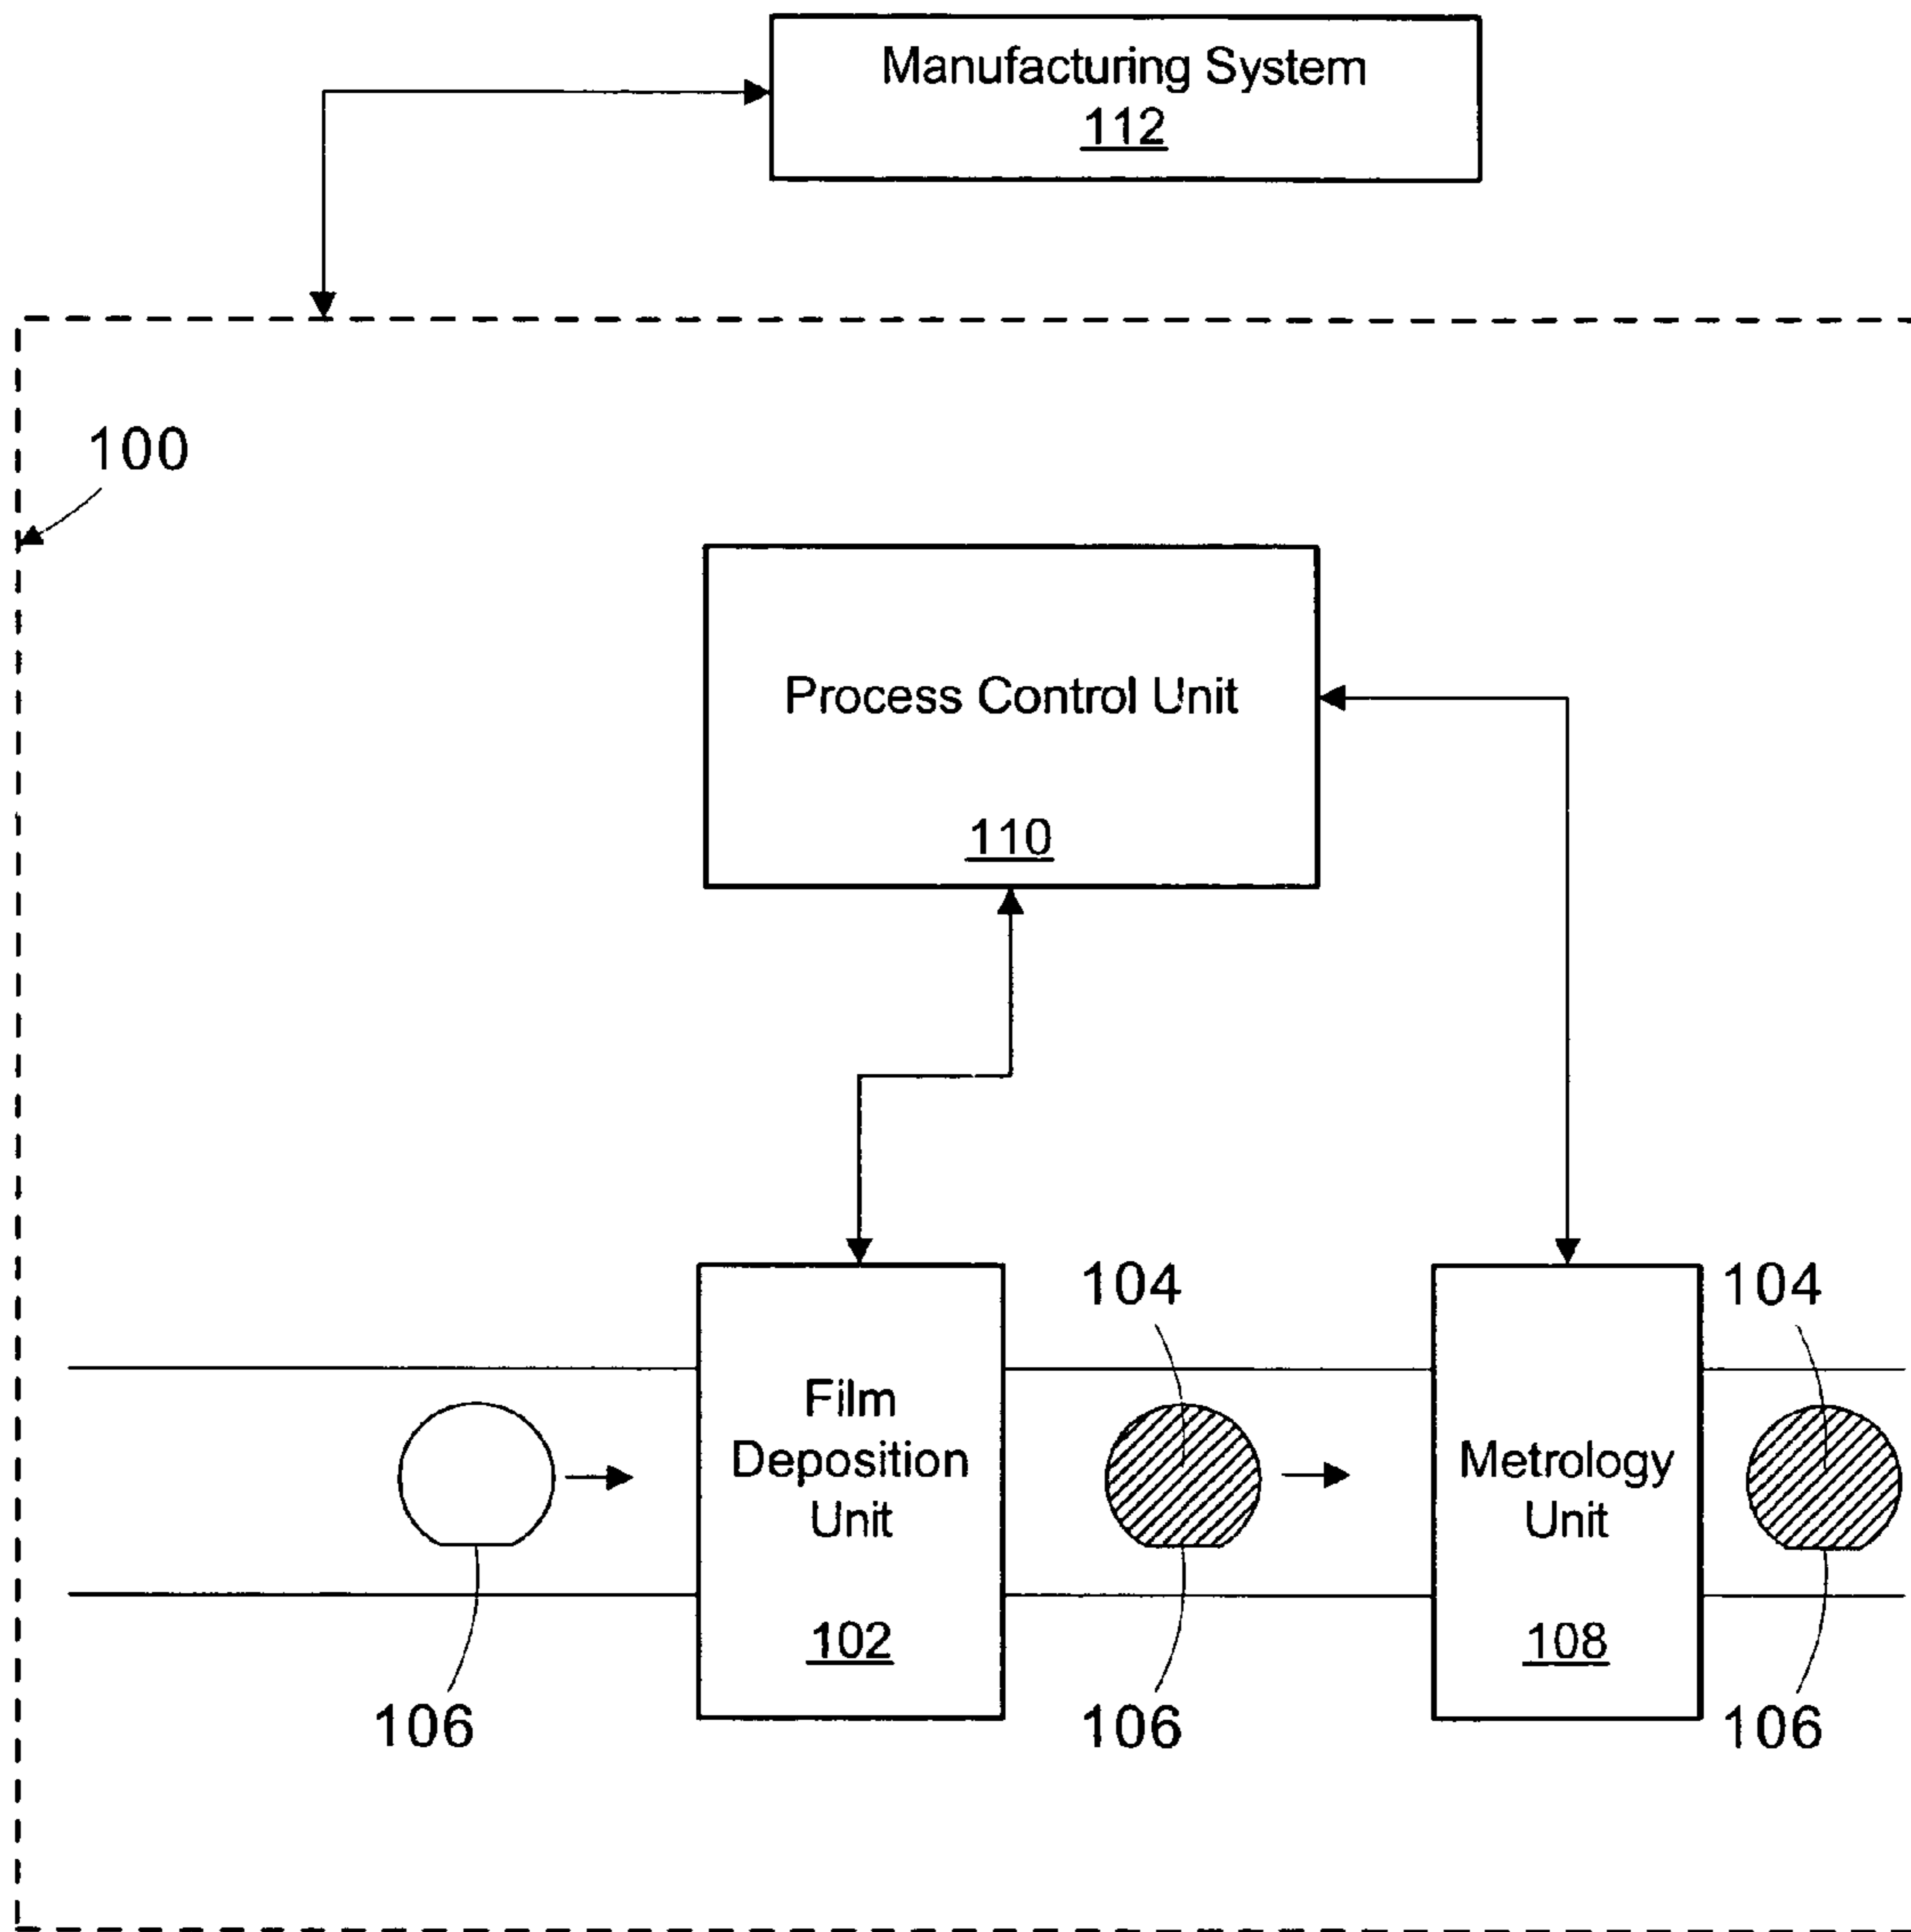 Manufacturing System
112
100
Process Control Unit
110
104
104
Film
Deposition
Unit
102
Metrology
Unit
108
106
106
106